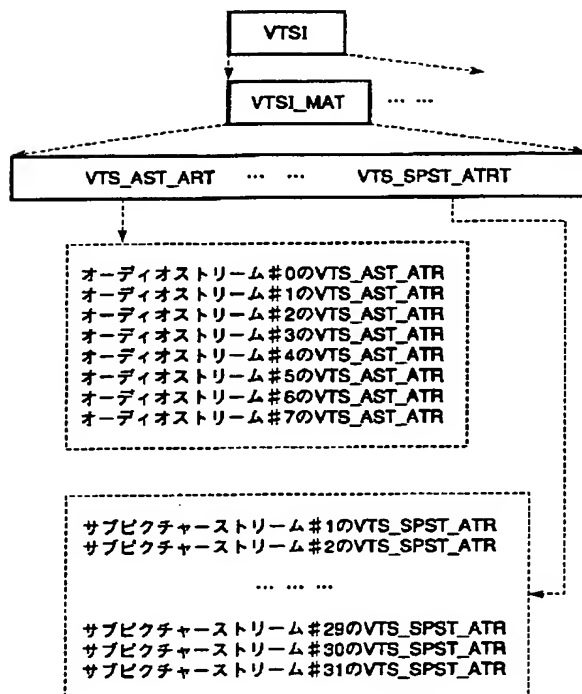 VTSI
VTSI_MAT … …
VTS_AST_ART … … VTS_SPST_ATRT
オーディオストリーム#0のVTS_AST_ATR
オーディオストリーム#1のVTS_AST_ATR
オーディオストリーム#2のVTS_AST_ATR
オーディオストリーム#3のVTS_AST_ATR
オーディオストリーム#4のVTS_AST_ATR
オーディオストリーム#5のVTS_AST_ATR
オーディオストリーム#6のVTS_AST_ATR
オーディオストリーム#7のVTS_AST_ATR
サブピクチャーストリーム#1のVTS_SPST_ATR
サブピクチャーストリーム#2のVTS_SPST_ATR
… … …
サブピクチャーストリーム#29のVTS_SPST_ATR
サブピクチャーストリーム#30のVTS_SPST_ATR
サブピクチャーストリーム#31のVTS_SPST_ATR